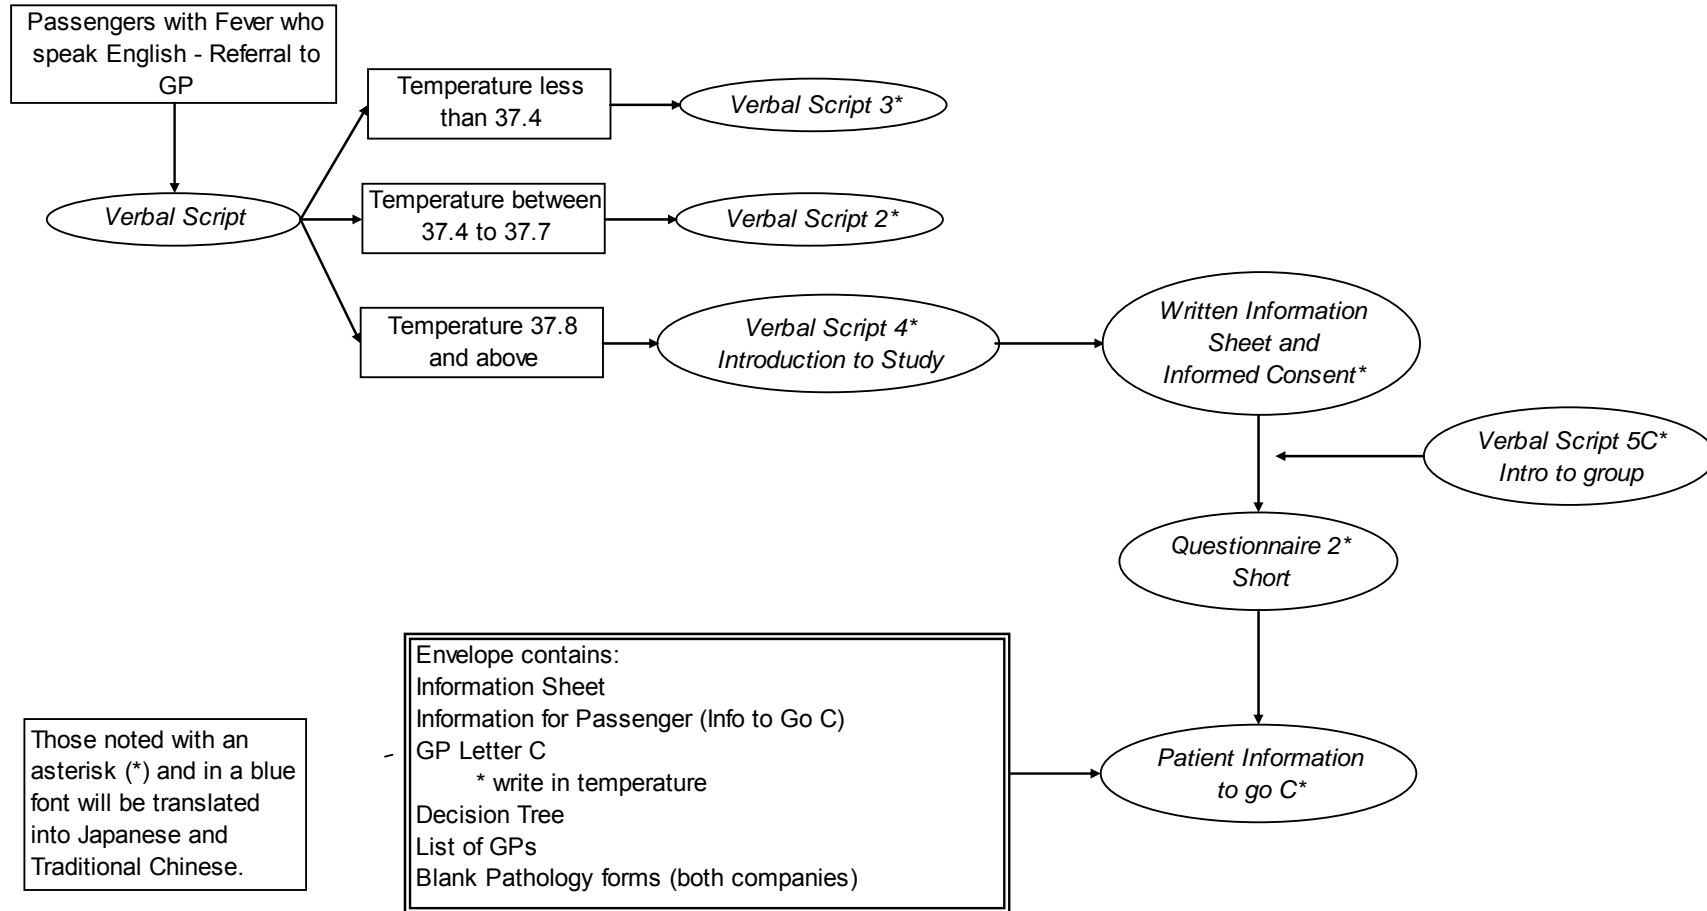 Passengers with Fever who
speak English - Referral to
GP
Temperature less
than 37.4
Verbal Script 3*
Verbal Script
Temperature between
37.4 to 37.7
Verbal Script 2*
Temperature 37.8
and above
Verbal Script 4*
Introduction to Study
Written Information
Sheet and
Informed Consent*
Verbal Script 5C*
Intro to group
Questionnaire 2*
Short
Envelope contains:
Information Sheet
Information for Passenger (Info to Go C)
GP Letter C
* write in temperature
Decision Tree
List of GPs
Blank Pathology forms (both companies)
Patient Information
to go C*
Those noted with an
asterisk (*) and in a blue
font will be translated
into Japanese and
Traditional Chinese.